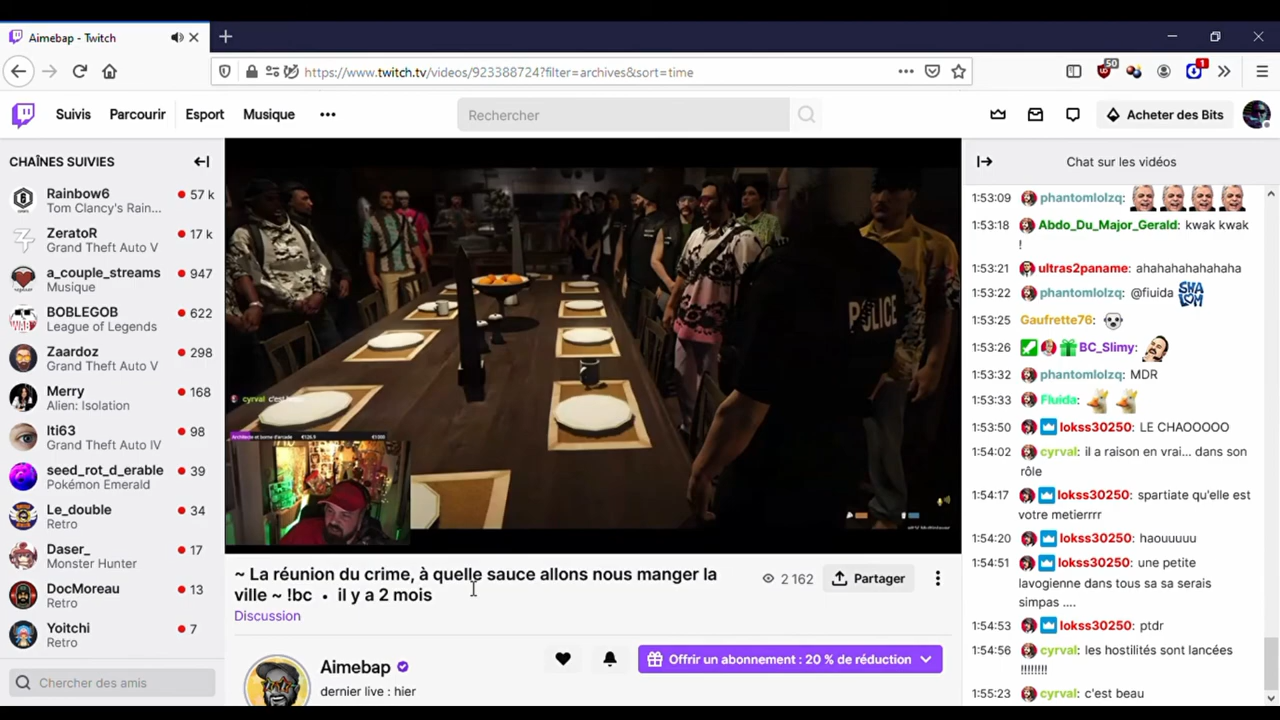 Aimebap - Twitch
https://www.twitch.tv/videos/923388724?filter=archives&sort=time
50
1
Suivis
Parcourir
Esport
Musique
Rechercher
Acheter des Bits
CHAÎNES SUIVIES
Rainbow6
57 k
Tom Clancy's Rain...
ZeratoR
17 k
Grand Theft Auto V
a_couple_streams
947
Musique
BOBLEGOB
622
League of Legends
Zaardoz
298
Grand Theft Auto V
Merry
168
Alien: Isolation
Iti63
98
Grand Theft Auto IV
seed_rot_d_erable
39
Pokémon Emerald
Le_double
34
Retro
Daser_
17
Monster Hunter
DocMoreau
13
Retro
Yoitchi
7
Retro
Chercher des amis
POLICE
cyrval c'est beau
~ La réunion du crime, à quelle sauce allons nous manger la
ville ~ !bc • il y a 2 mois
Discussion
2 162
Partager
Aimebap
dernier live : hier
Offrir un abonnement : 20 % de réduction
Chat sur les vidéos
1:53:09 phantomlolzq:
1:53:18 Abdo_Du_Major_Gerald: kwak kwak
!
1:53:21 ultras2paname: ahahahahahahaha
1:53:22 phantomlolzq: @fiuida SHALOM
1:53:25 Gaufrette76:
1:53:26 BC_Slimy:
1:53:32 phantomlolzq: MDR
1:53:33 Fluida:
1:53:50 lokss30250: LE CHAOOOOO
1:54:02 cyrval: il a raison en vrai... dans son
rôle
1:54:17 lokss30250: spartiate qu'elle est
votre metierrrr
1:54:20 lokss30250: haouuuuu
1:54:51 lokss30250: une petite
lavogienne dans tous sa sa serais
simpas ....
1:54:53 lokss30250: ptdr
1:54:56 cyrval: les hostilités sont lancées
!!!!!!!!
1:55:23 cyrval: c'est beau